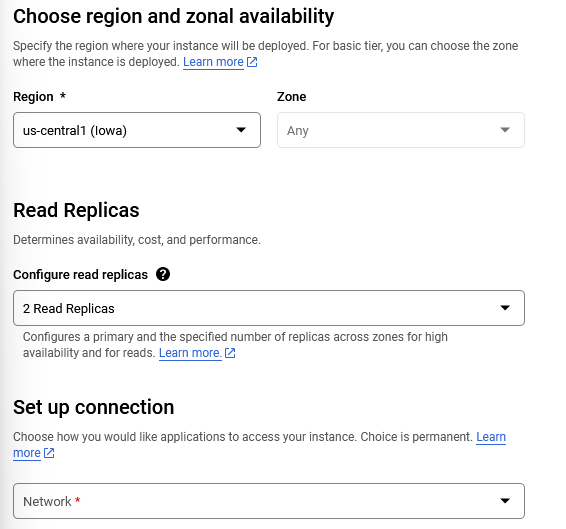 Choose region and zonal availability
Specify the region where your instance will be deployed. For basic tier, you can choose the zone
where the instance is deployed. Learn more
Region *
Zone
us-central1 (Iowa)
Any
Read Replicas
Determines availability, cost, and performance.
Configure read replicas ?
2 Read Replicas
Configures a primary and the specified number of replicas across zones for high
availability and for reads. Learn more.
Set up connection
Choose how you would like applications to access your instance. Choice is permanent. Learn
more
Network *